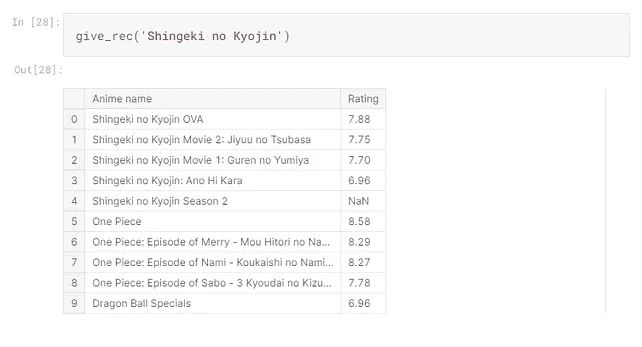 In [28]:
give_rec('Shingeki no Kyojin')
Out[28]:
Anime name Rating
0 Shingeki no Kyojin OVA 7.88
1 Shingeki no Kyojin Movie 2: Jiyuu no Tsubasa 7.75
2 Shingeki no Kyojin Movie 1: Guren no Yumiya 7.70
3 Shingeki no Kyojin: Ano Hi Kara 6.96
4 Shingeki no Kyojin Season 2 NaN
5 One Piece 8.58
6 One Piece: Episode of Merry - Mou Hitori no Na... 8.29
7 One Piece: Episode of Nami - Koukaishi no Nami... 8.27
8 One Piece: Episode of Sabo - 3 Kyoudai no Kizu... 7.78
9 Dragon Ball Specials 6.96